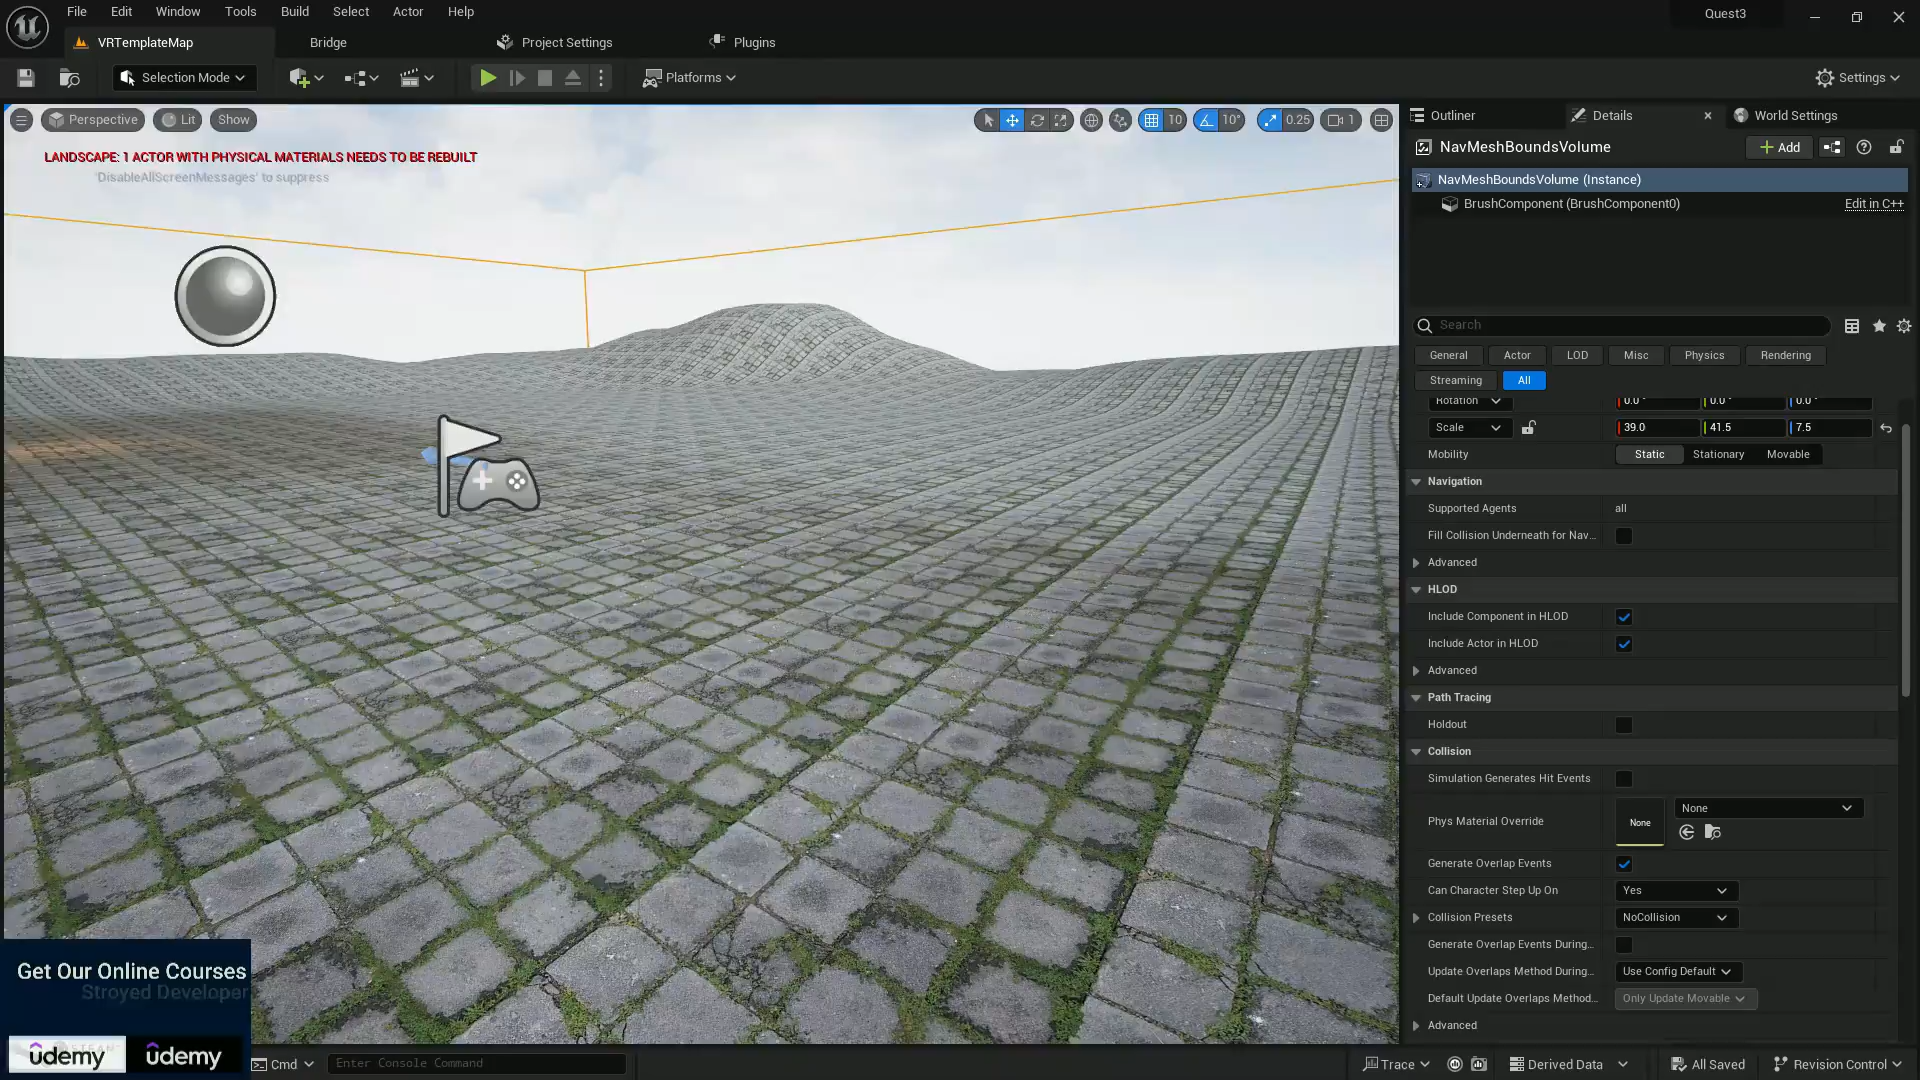 File Edit Window Tools Build Select Actor Help
Quest3
VRTemplateMap
Bridge
Project Settings
Plugins
Selection Mode
Platforms
Settings
Perspective
Lit
Show
10
10°
0.25
1
LANDSCAPE: 1 ACTOR WITH PHYSICAL MATERIALS NEEDS TO BE REBUILT
'DisableAllScreenMessages' to suppress
Outliner
Details
World Settings
NavMeshBoundsVolume
Add
NavMeshBoundsVolume (Instance)
BrushComponent (BrushComponent0)
Edit in C++
Search
General Actor LOD Misc Physics Rendering
Streaming All
Rotation 0.0° 0.0° 0.0°
Scale 39.0 41.5 7.5
Mobility Static Stationary Movable
Navigation
Supported Agents all
Fill Collision Underneath for Nav...
Advanced
HLOD
Include Component in HLOD
Include Actor in HLOD
Advanced
Path Tracing
Holdout
Collision
Simulation Generates Hit Events
Phys Material Override None None
Generate Overlap Events
Can Character Step Up On Yes
Collision Presets NoCollision
Generate Overlap Events During...
Update Overlaps Method During... Use Config Default
Default Update Overlaps Method... Only Update Movable
Advanced
Get Our Online Courses
Stroyed Developer
udemy
udemy
Cmd
Enter Console Command
Trace
Derived Data
All Saved
Revision Control